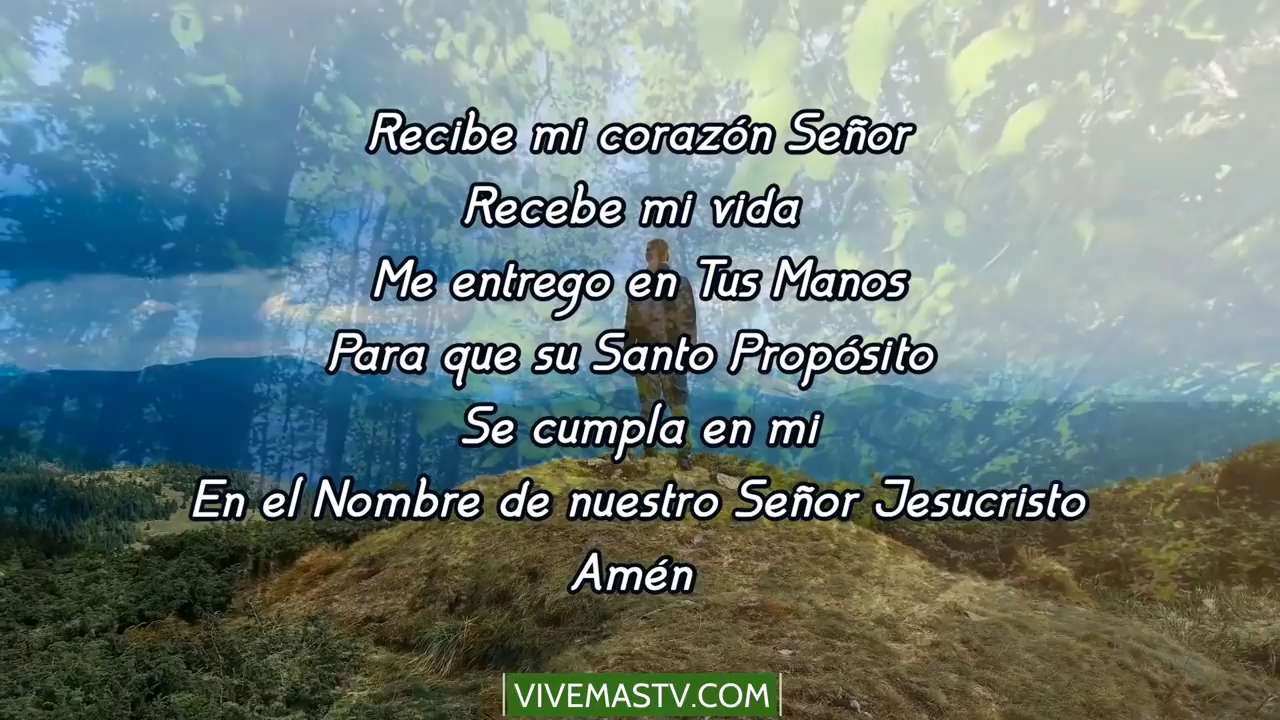 Recibe mi corazón Señor
Recebe mi vida
Me entrego en Tus Manos
Para que su Santo Propósito
Se cumpla en mi
En el Nombre de nuestro Señor Jesucristo
Amén
VIVEMASTV.COM